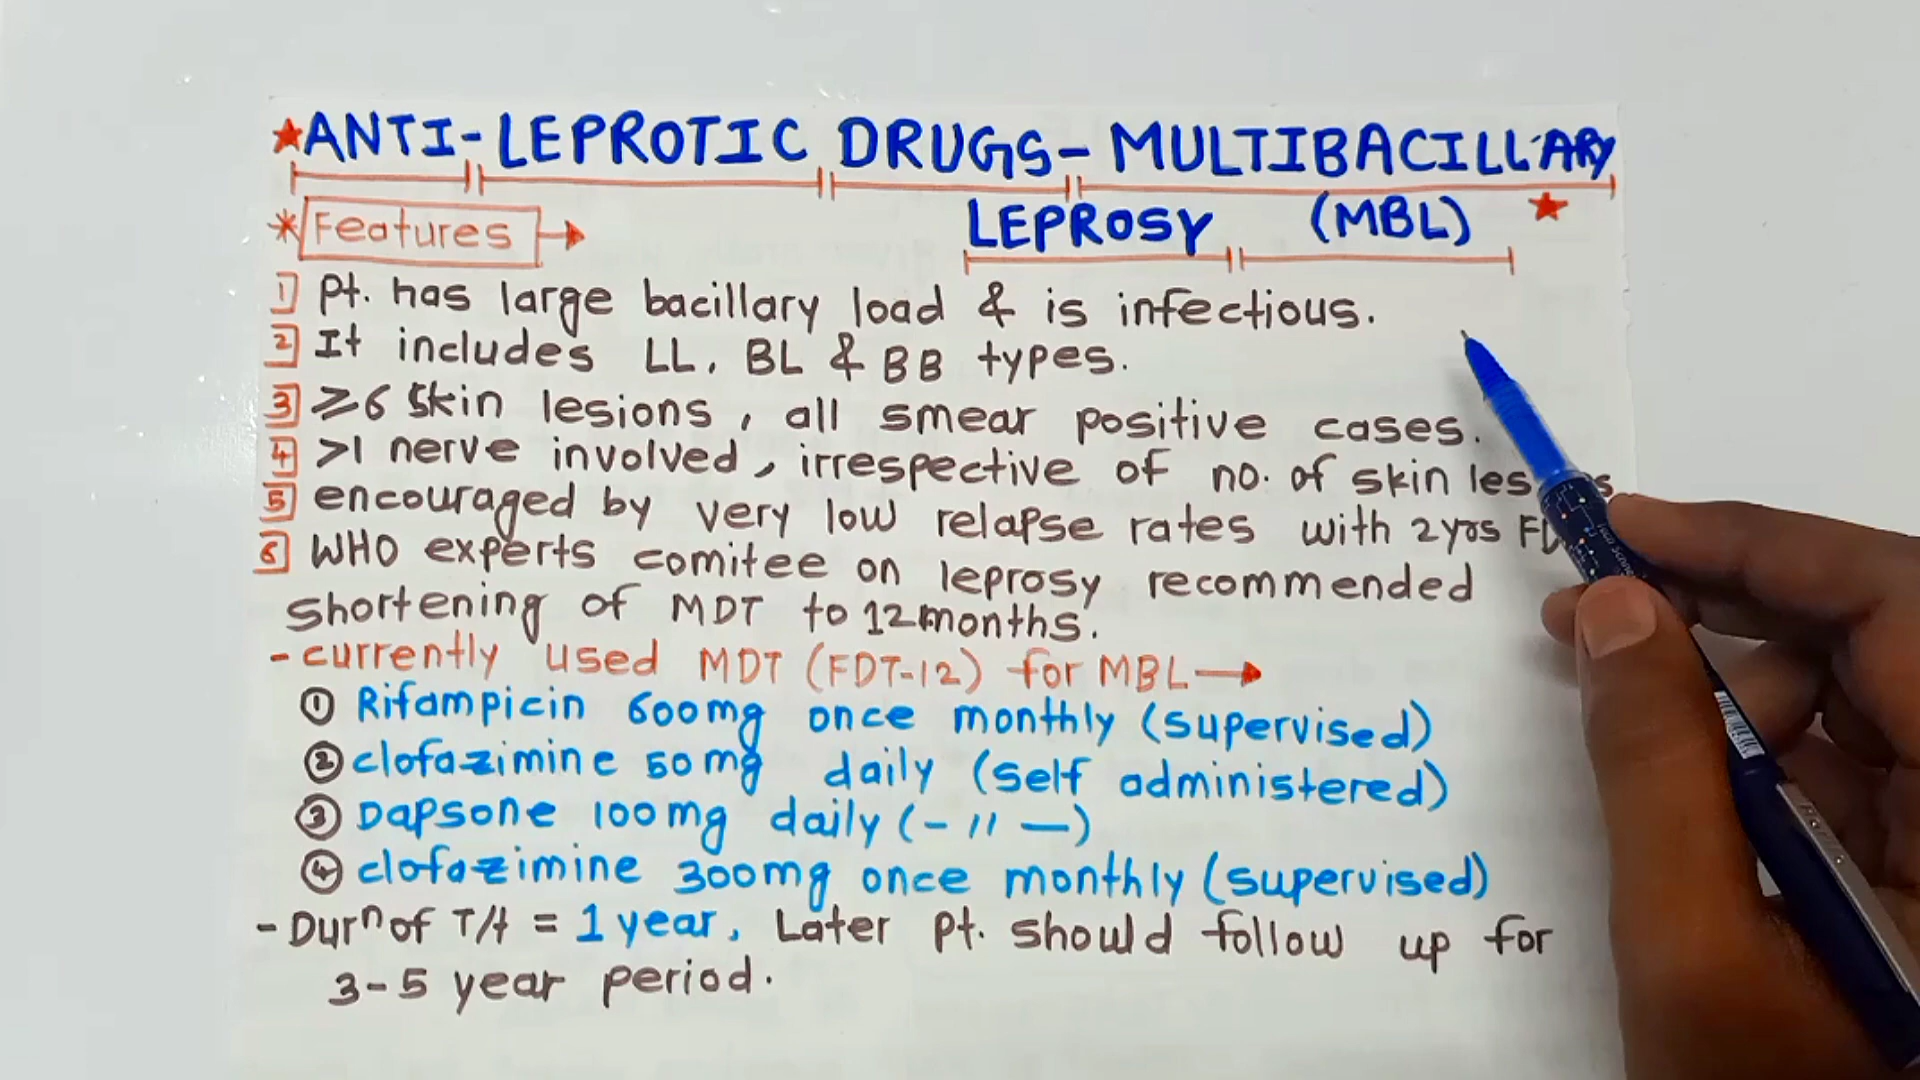 ★ANTI-LEPROTIC DRUGS-MULTIBACILLARY
LEPROSY (MBL) ★
*Features→
1 Pt. has large bacillary load & is infectious.
2 It includes LL, BL & BB types.
3 ≥6 Skin lesions, all smear positive cases.
4 >1 nerve involved, irrespective of no. of skin
5 encouraged by very low relapse rates with 2yrs
6 WHO experts comitee on leprosy recommended
shortening of MDT to 12months.
- currently used MDT (FDT-12) for MBL→
① Rifampicin 600mg once monthly (supervised)
② clofazimine 50mg daily (self administered)
③ Dapsone 100mg daily (-〃—)
④ clofazimine 300mg once monthly (supervised)
- Durⁿ of T/t = 1 year, Later Pt. should follow up for
3-5 year period.